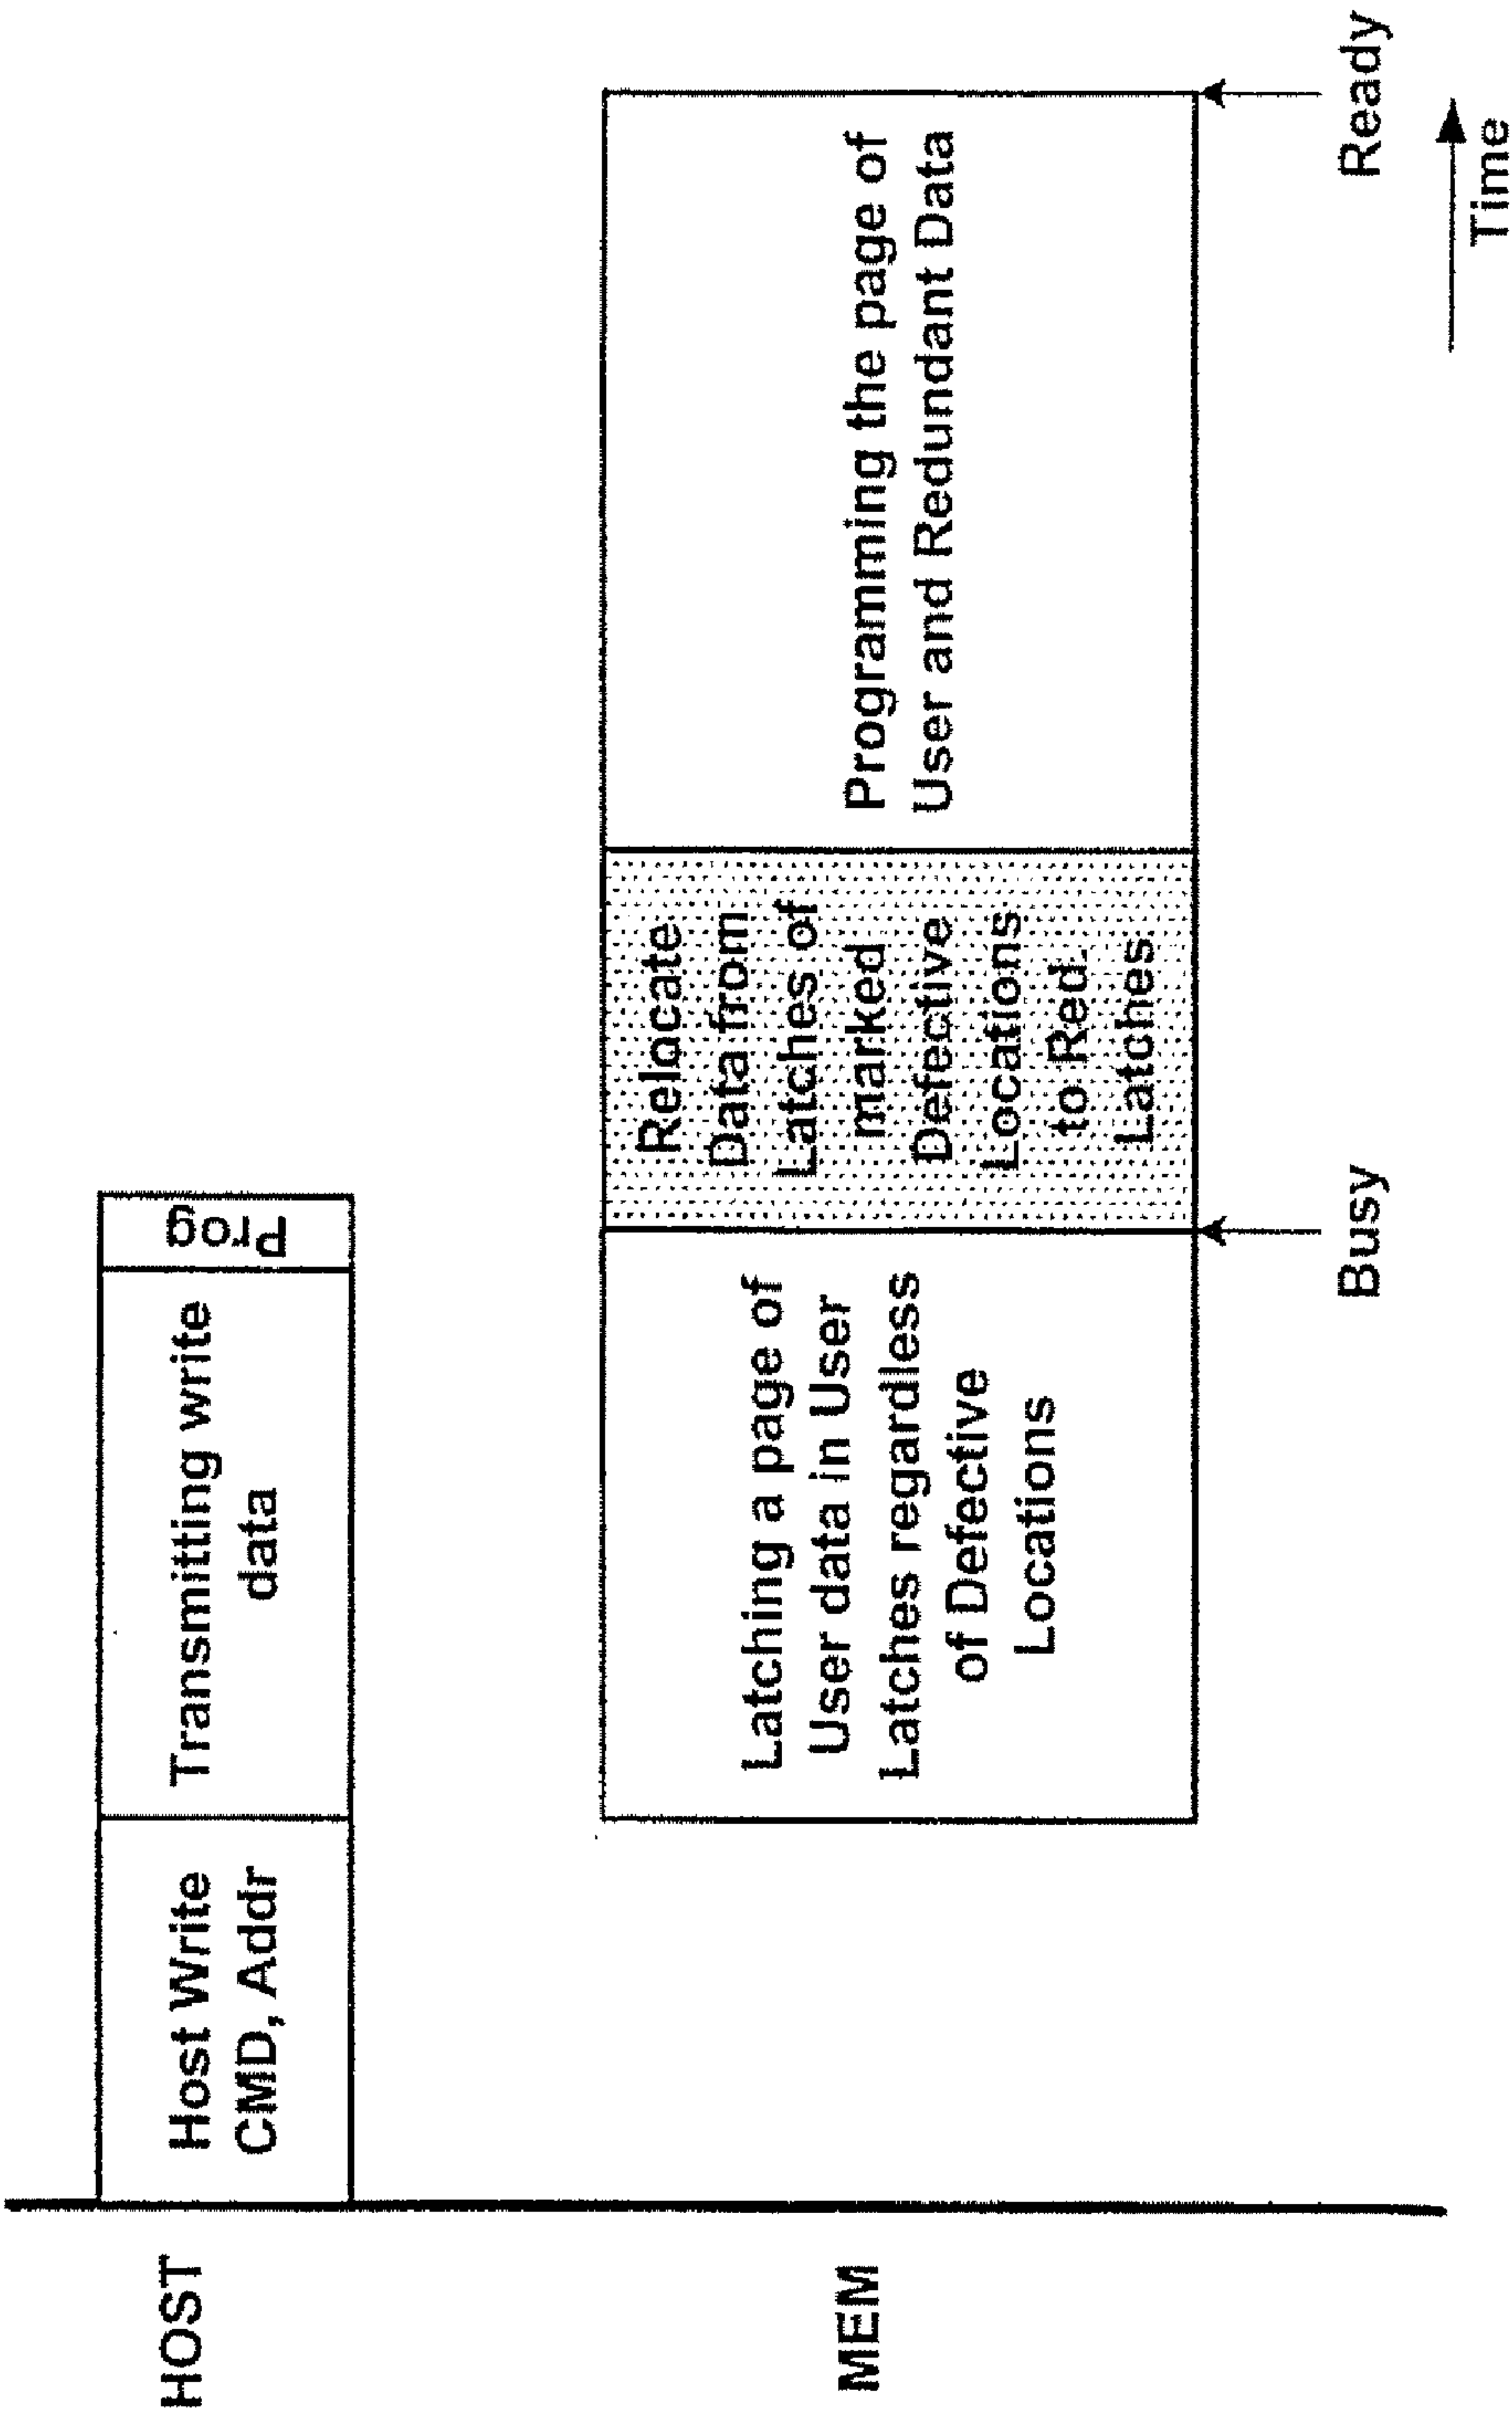 HOST
Host Write
CMD, Addr
Transmitting write
data
Prog
MEM
Latching a page of
User data in User
Latches regardless
of Defective
Locations
Relocate
Data from
Latches of
marked
Defective
Locations
to Red.
Latches
Programming the page of
User and Redundant Data
Busy
Ready
Time